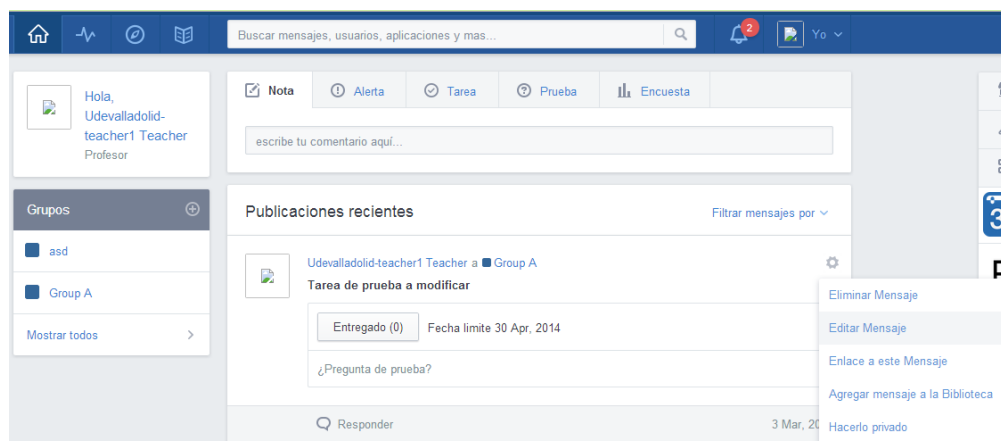 Buscar mensajes, usuarios, aplicaciones y mas...
2
Yo
Hola,
Udevalladolid-
teacher1 Teacher
Profesor
Grupos
asd
Group A
Mostrar todos
Nota
Alerta
Tarea
Prueba
Encuesta
escribe tu comentario aquí...
Publicaciones recientes
Filtrar mensajes por
Udevalladolid-teacher1 Teacher a Group A
Tarea de prueba a modificar
Entregado (0)
Fecha limite 30 Apr, 2014
¿Pregunta de prueba?
Responder
3 Mar, 20
Eliminar Mensaje
Editar Mensaje
Enlace a este Mensaje
Agregar mensaje a la Biblioteca
Hacerlo privado
3